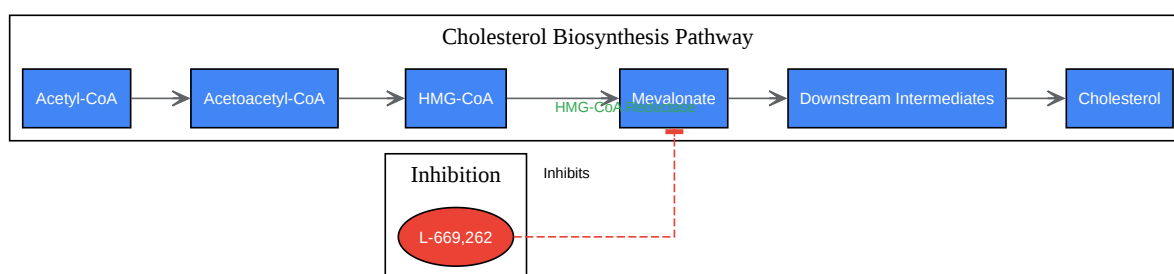 Cholesterol Biosynthesis Pathway
Acetyl-CoA
Acetoacetyl-CoA
HMG-CoA
Mevalonate
Downstream Intermediates
Cholesterol
HMG-CoA
Inhibition
Inhibits
L-669,262